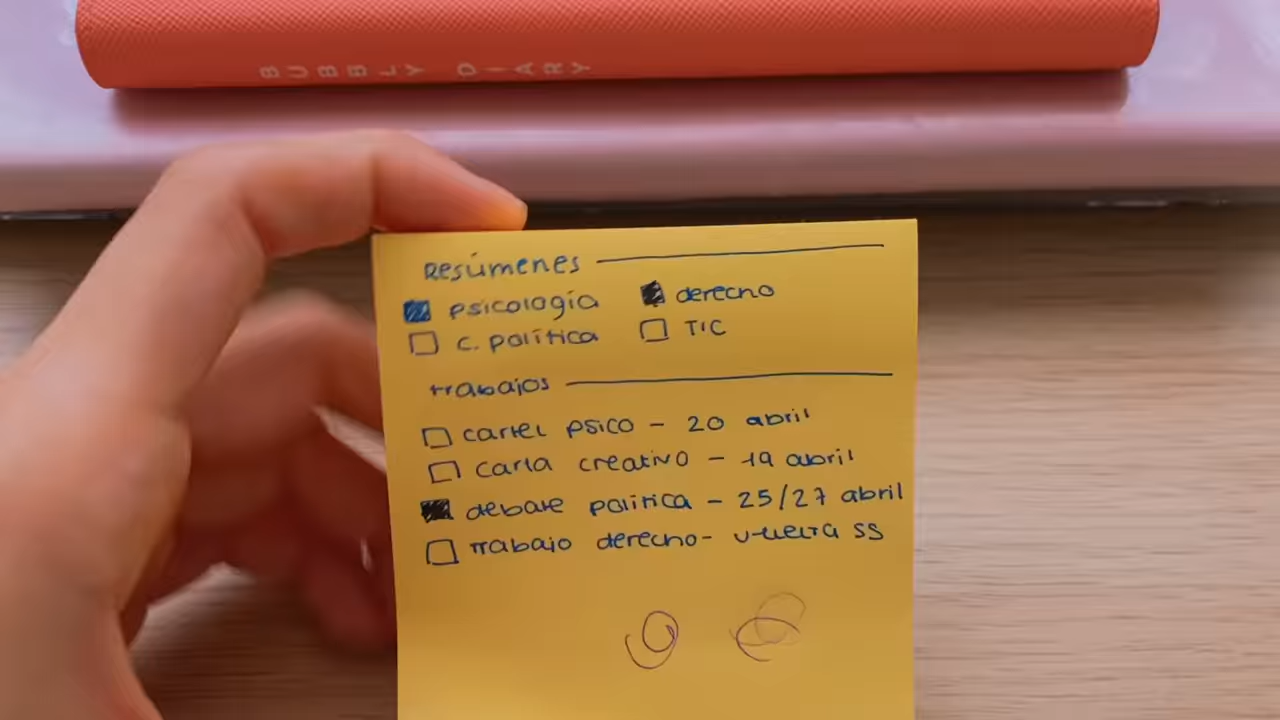 BUBBLY DIARY
Resúmenes
psicología derecho
c. política TIC
trabajos
cartel psico - 20 abril
carta creativo - 19 abril
debate política - 25/27 abril
trabajo derecho - vuelta SS